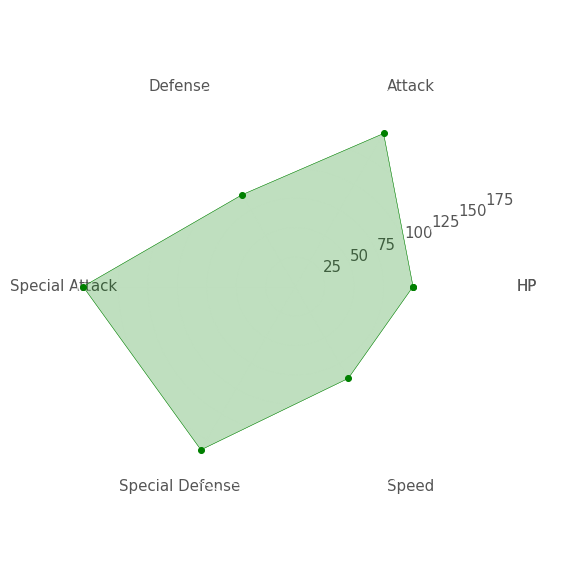 Defense
Attack
175
150
125
100
75
50
25
Special Attack
HP
Special Defense
Speed